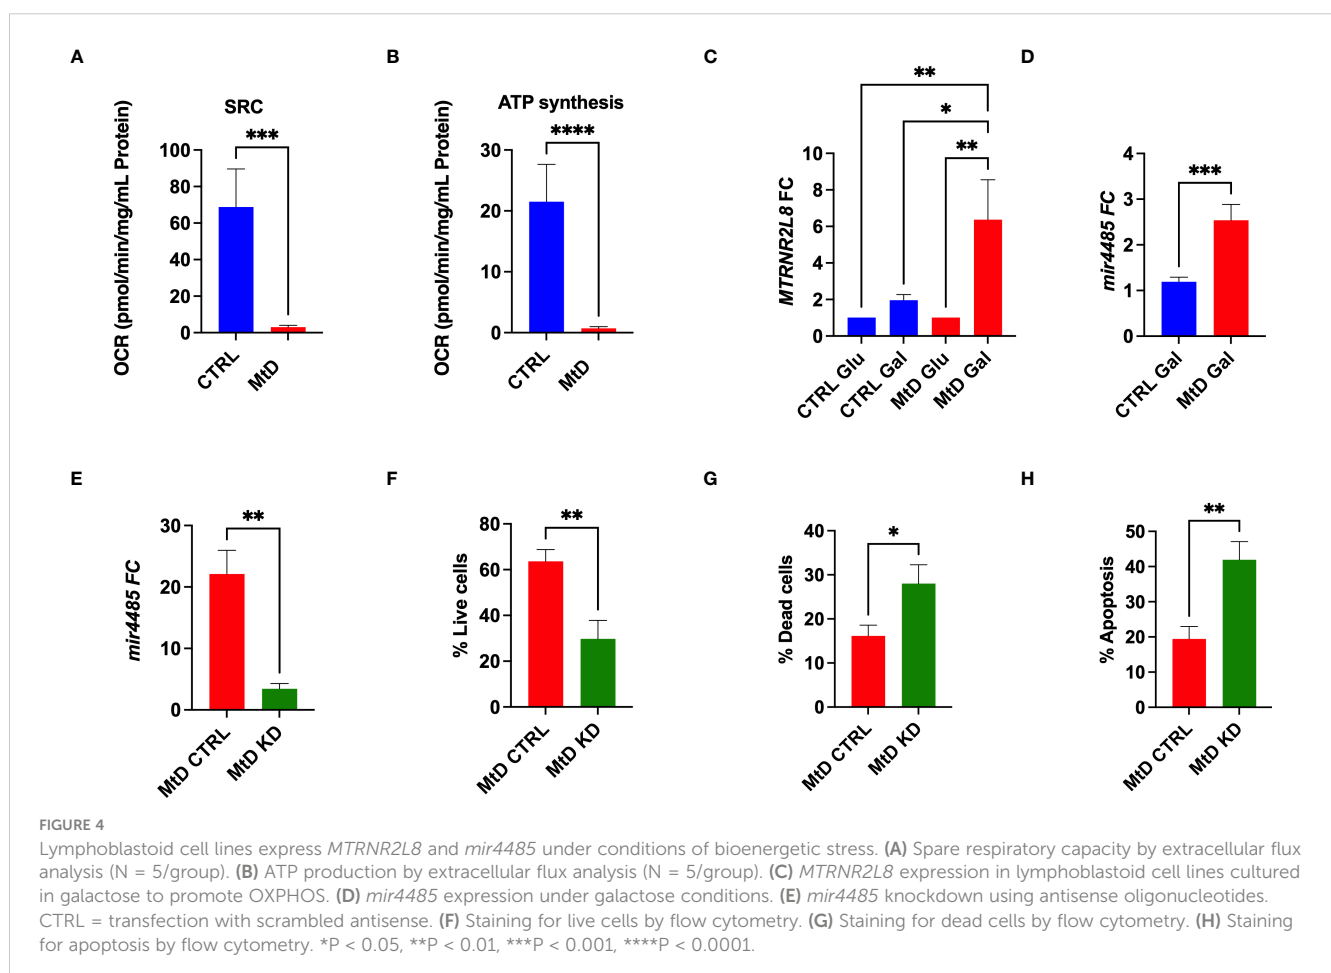 A
SRC
***
OCR (pmol/min/mg/mL Protein)
100
80
60
40
20
0
CTRL
MtD
B
ATP synthesis
****
OCR (pmol/min/mg/mL Protein)
30
20
10
0
CTRL
MtD
C
**
*
**
MTRNR2L8 FC
10
8
6
4
2
0
CTRL Glu
CTRL Gal
MtD Glu
MtD Gal
D
***
mir4485 FC
4
3
2
1
0
CTRL Gal
MtD Gal
E
**
mir4485 FC
30
20
10
0
MtD CTRL
MtD KD
F
**
% Live cells
80
60
40
20
0
MtD CTRL
MtD KD
G
*
% Dead cells
40
30
20
10
0
MtD CTRL
MtD KD
H
**
% Apoptosis
50
40
30
20
10
0
MtD CTRL
MtD KD
FIGURE 4
Lymphoblastoid cell lines express MTRNR2L8 and mir4485 under conditions of bioenergetic stress. (A) Spare respiratory capacity by extracellular flux
analysis (N = 5/group). (B) ATP production by extracellular flux analysis (N = 5/group). (C) MTRNR2L8 expression in lymphoblastoid cell lines cultured
in galactose to promote OXPHOS. (D) mir4485 expression under galactose conditions. (E) mir4485 knockdown using antisense oligonucleotides.
CTRL = transfection with scrambled antisense. (F) Staining for live cells by flow cytometry. (G) Staining for dead cells by flow cytometry. (H) Staining
for apoptosis by flow cytometry. *P < 0.05, **P < 0.01, ***P < 0.001, ****P < 0.0001.